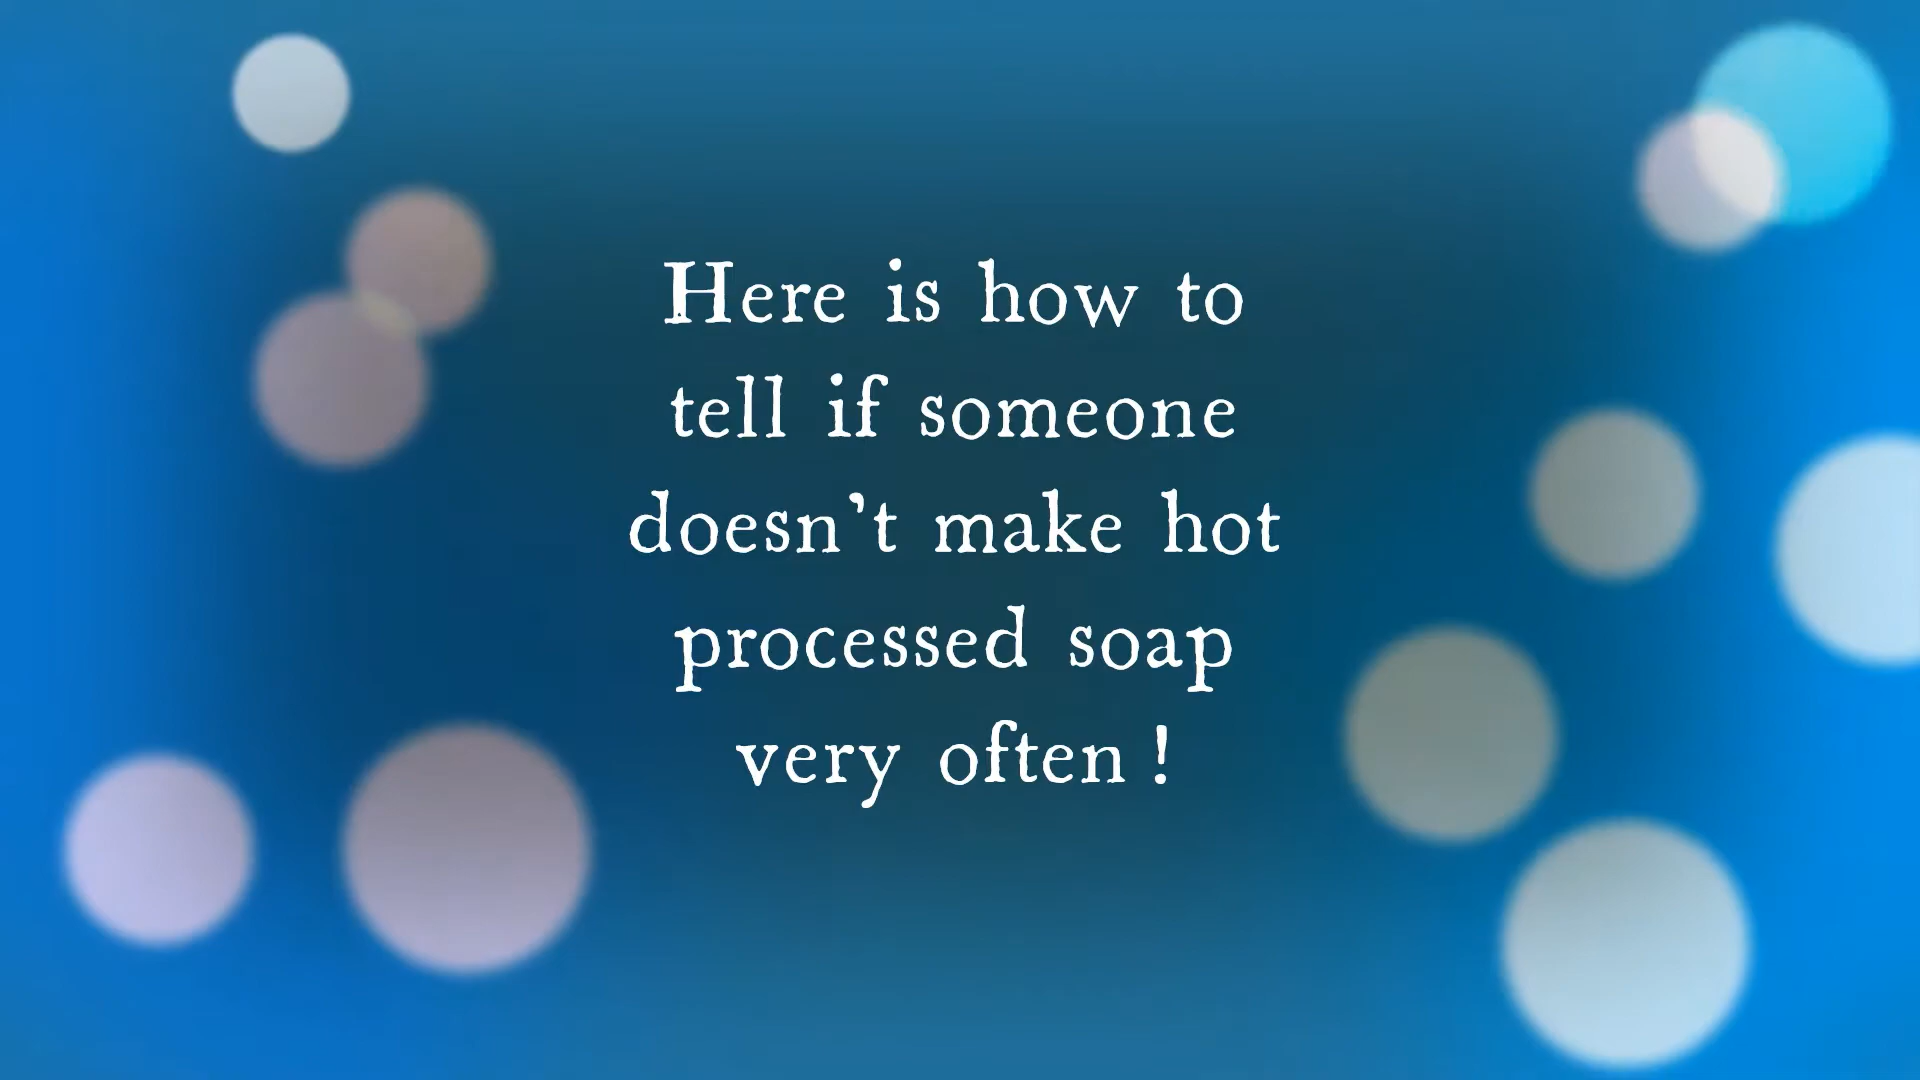 Here is how to
tell if someone
doesn't make hot
processed soap
very often !